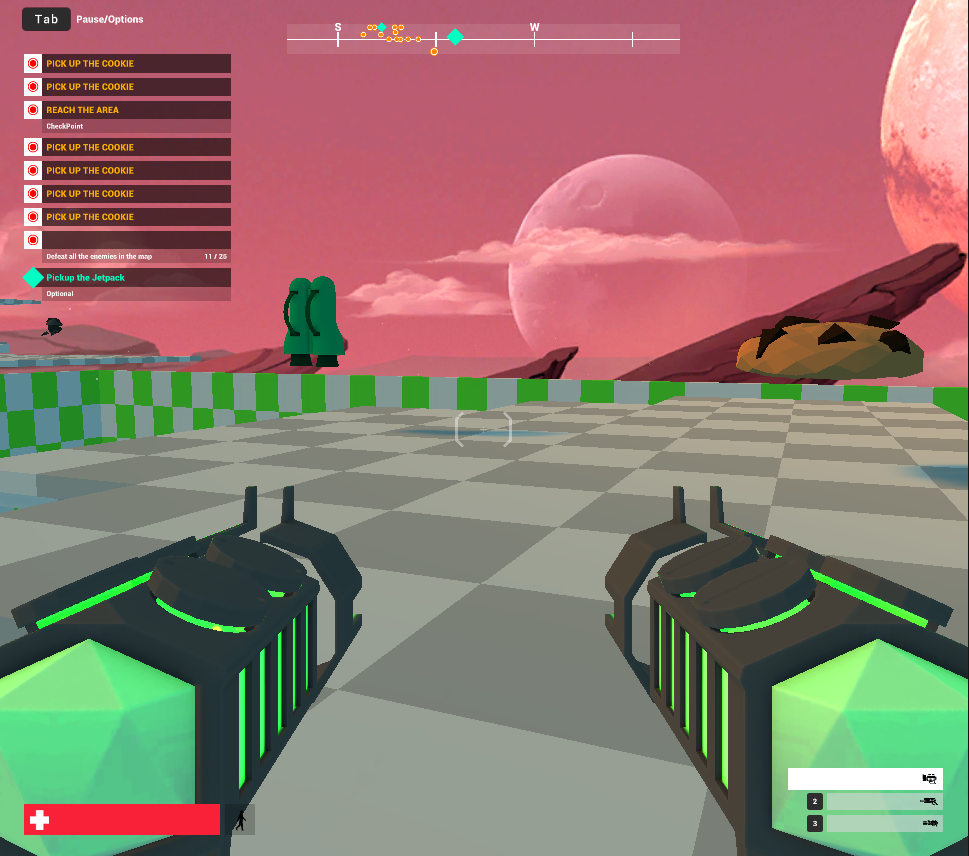 Tab Pause/Options
S W
PICK UP THE COOKIE
PICK UP THE COOKIE
REACH THE AREA
CheckPoint
PICK UP THE COOKIE
PICK UP THE COOKIE
PICK UP THE COOKIE
PICK UP THE COOKIE
Defeat all the enemies in the map 11 / 25
Pickup the Jetpack
Optional
2
3